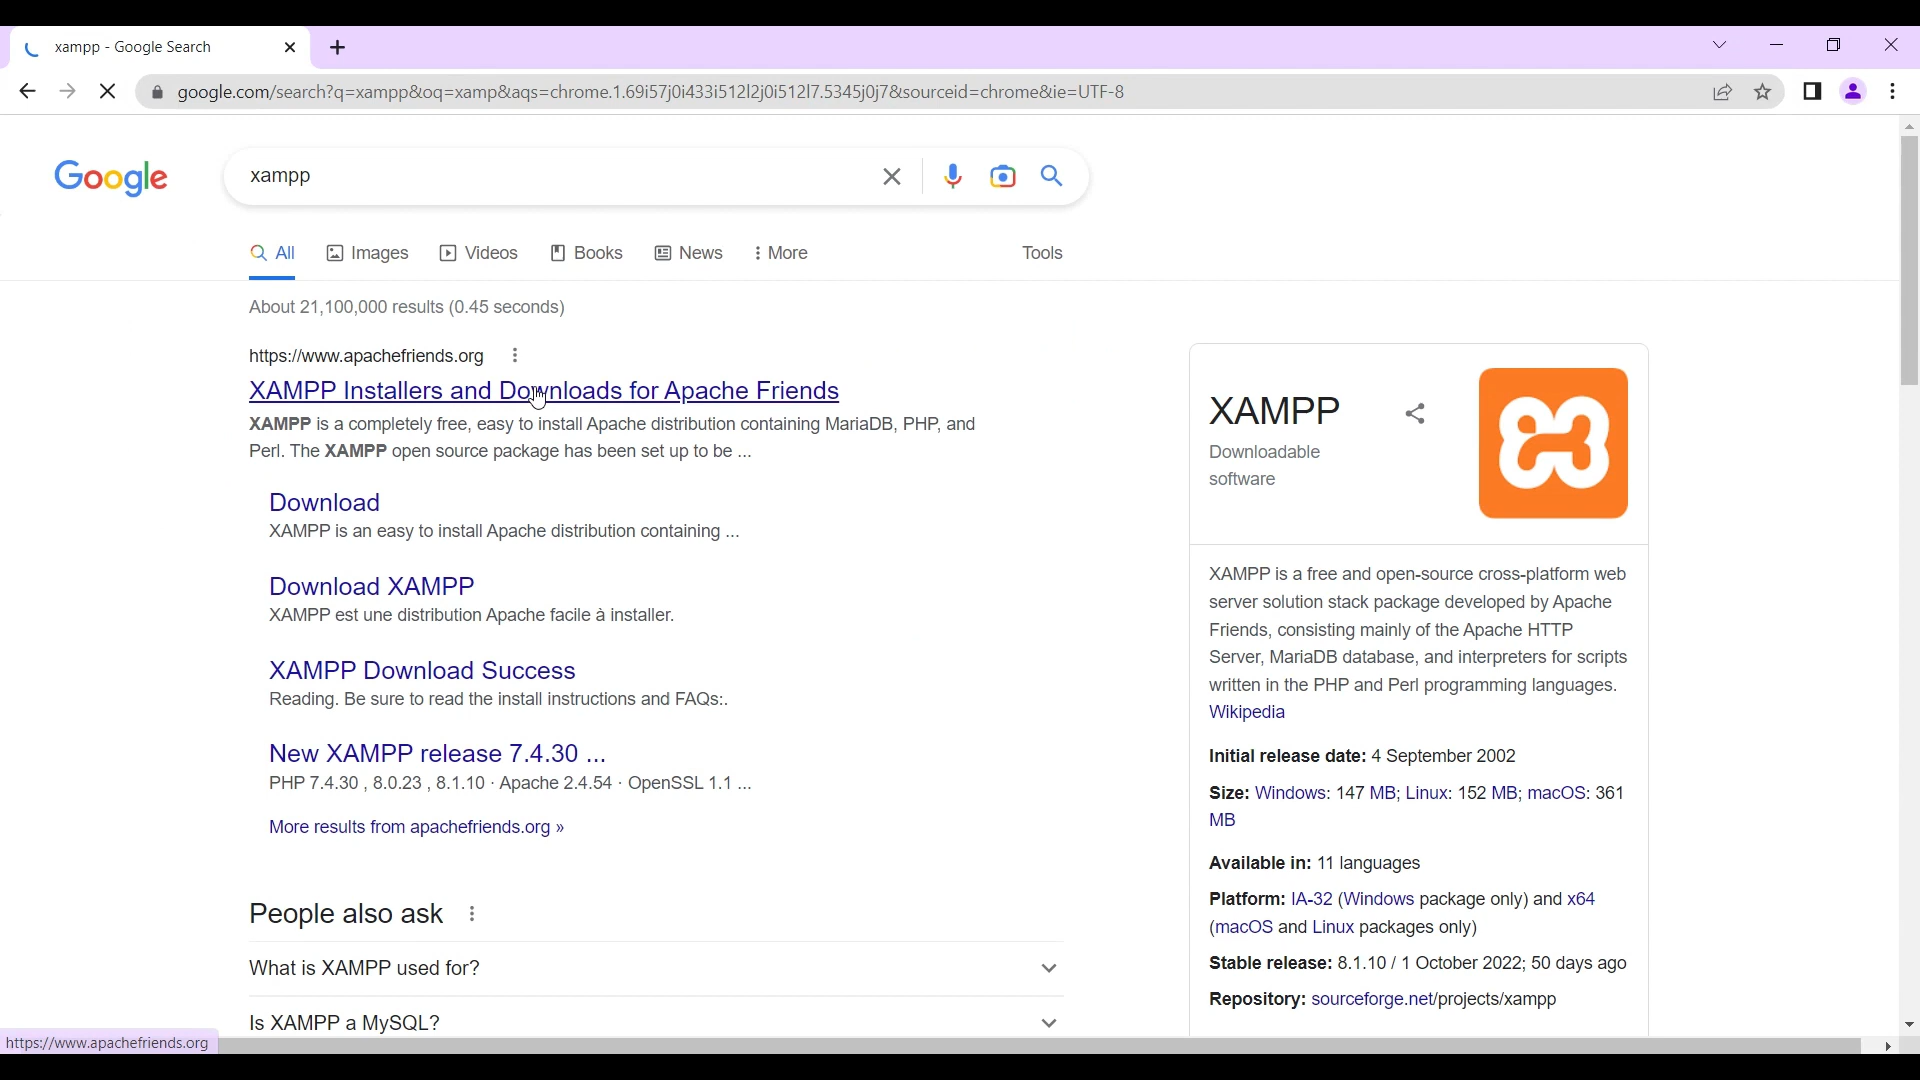 xampp - Google Search
google.com/search?q=xampp&oq=xamp&aqs=chrome.1.69i57j0i433i512l2j0i512l7.5345j0j7&sourceid=chrome&ie=UTF-8
Google
xampp
All
Images
Videos
Books
News
More
Tools
About 21,100,000 results (0.45 seconds)
https://www.apachefriends.org
XAMPP Installers and Downloads for Apache Friends
XAMPP is a completely free, easy to install Apache distribution containing MariaDB, PHP, and
Perl. The XAMPP open source package has been set up to be ...
Download
XAMPP is an easy to install Apache distribution containing ...
Download XAMPP
XAMPP est une distribution Apache facile à installer.
XAMPP Download Success
Reading. Be sure to read the install instructions and FAQs:.
New XAMPP release 7.4.30 ...
PHP 7.4.30 , 8.0.23 , 8.1.10 · Apache 2.4.54 · OpenSSL 1.1 ...
More results from apachefriends.org »
People also ask
What is XAMPP used for?
Is XAMPP a MySQL?
XAMPP
Downloadable
software
XAMPP is a free and open-source cross-platform web
server solution stack package developed by Apache
Friends, consisting mainly of the Apache HTTP
Server, MariaDB database, and interpreters for scripts
written in the PHP and Perl programming languages.
Wikipedia
Initial release date: 4 September 2002
Size: Windows: 147 MB; Linux: 152 MB; macOS: 361
MB
Available in: 11 languages
Platform: IA-32 (Windows package only) and x64
(macOS and Linux packages only)
Stable release: 8.1.10 / 1 October 2022; 50 days ago
Repository: sourceforge.net/projects/xampp
https://www.apachefriends.org